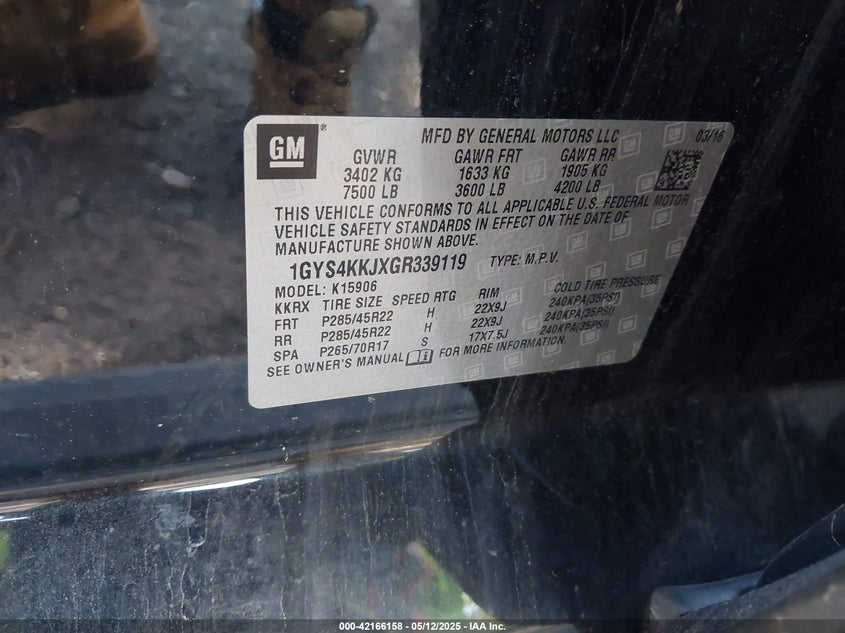 GM®
MFD BY GENERAL MOTORS LLC 03/16
GVWR GAWR FRT GAWR RR
3402 KG 1633 KG 1905 KG
7500 LB 3600 LB 4200 LB
THIS VEHICLE CONFORMS TO ALL APPLICABLE U.S. FEDERAL MOTOR
VEHICLE SAFETY STANDARDS IN EFFECT ON THE DATE OF
MANUFACTURE SHOWN ABOVE.
1GYS4KKJXGR339119 TYPE: M.P.V.
MODEL: K15906
KKRX TIRE SIZE SPEED RTG RIM COLD TIRE PRESSURE
FRT P285/45R22 H 22X9J 240KPA(35PSI)
RR P285/45R22 H 22X9J 240KPA(35PSI)
SPA P265/70R17 S 17X7.5J 240KPA(35PSI)
SEE OWNER'S MANUAL FOR MORE INFORMATION
000-42166158 - 05/12/2025 - IAA Inc.